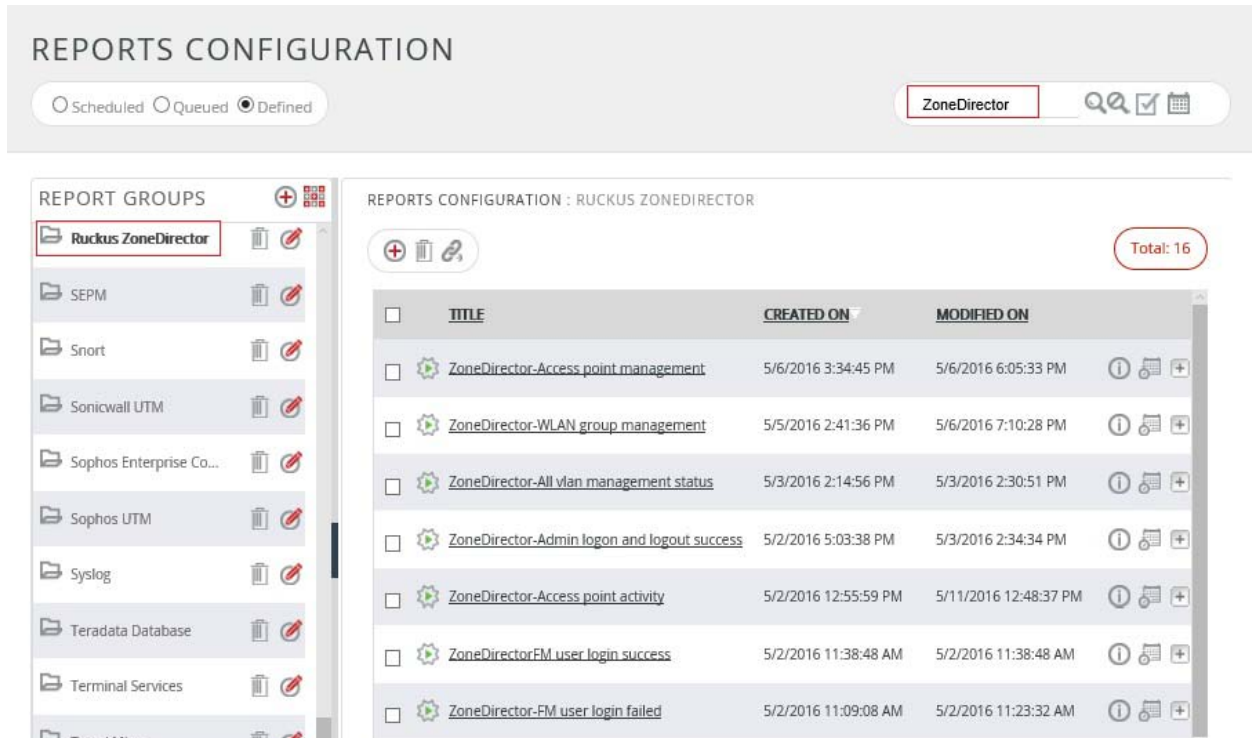 REPORTS CONFIGURATION
Scheduled Queued Defined
ZoneDirector
REPORT GROUPS
Ruckus ZoneDirector
SEPM
Snort
Sonicwall UTM
Sophos Enterprise Co...
Sophos UTM
Syslog
Teradata Database
Terminal Services
REPORTS CONFIGURATION : RUCKUS ZONEDIRECTOR
Total: 16
TITLE CREATED ON MODIFIED ON
ZoneDirector-Access point management 5/6/2016 3:34:45 PM 5/6/2016 6:05:33 PM
ZoneDirector-WLAN group management 5/5/2016 2:41:36 PM 5/6/2016 7:10:28 PM
ZoneDirector-All vlan management status 5/3/2016 2:14:56 PM 5/3/2016 2:30:51 PM
ZoneDirector-Admin logon and logout success 5/2/2016 5:03:38 PM 5/3/2016 2:34:34 PM
ZoneDirector-Access point activity 5/2/2016 12:55:59 PM 5/11/2016 12:48:37 PM
ZoneDirectorFM user login success 5/2/2016 11:38:48 AM 5/2/2016 11:38:48 AM
ZoneDirector-FM user login failed 5/2/2016 11:09:08 AM 5/2/2016 11:23:32 AM